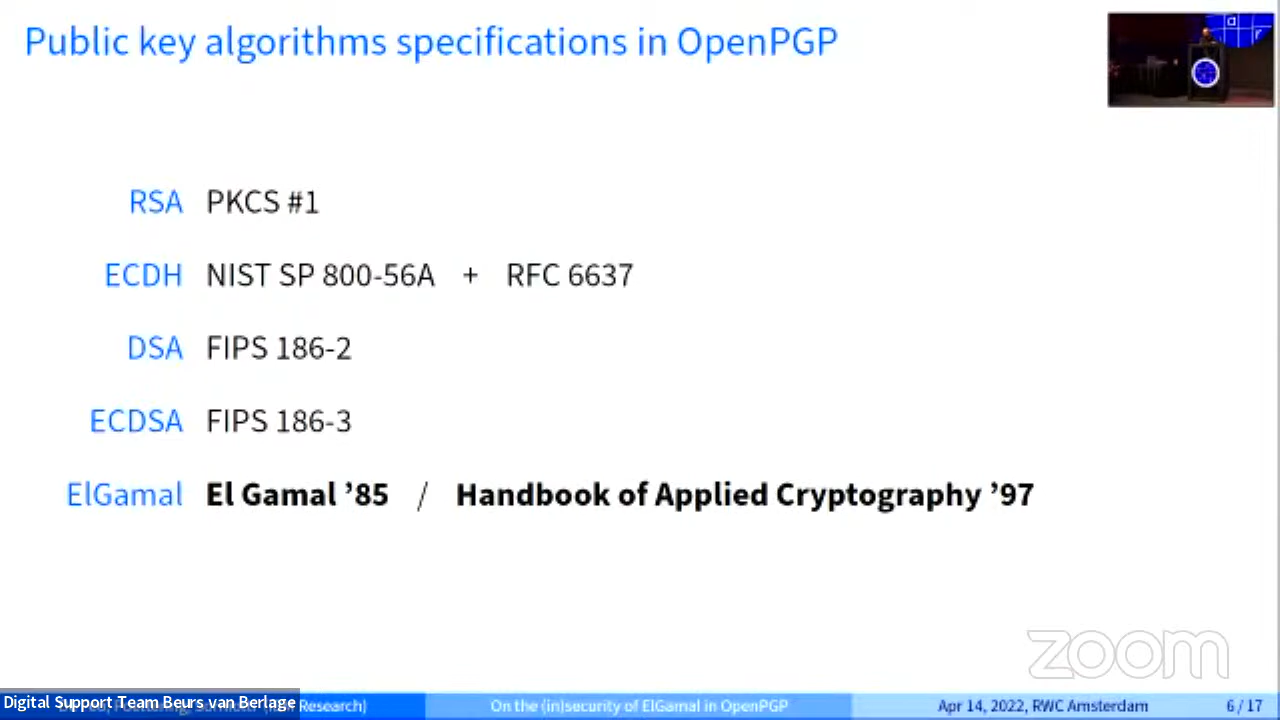 Public key algorithms specifications in OpenPGP
RSA PKCS #1
ECDH NIST SP 800-56A + RFC 6637
DSA FIPS 186-2
ECDSA FIPS 186-3
ElGamal El Gamal ’85 / Handbook of Applied Cryptography ’97
zoom
Digital Support Team Beurs van Berlage
Research) On the (in)security of ElGamal in OpenPGP Apr 14, 2022, RWC Amsterdam 6 / 17